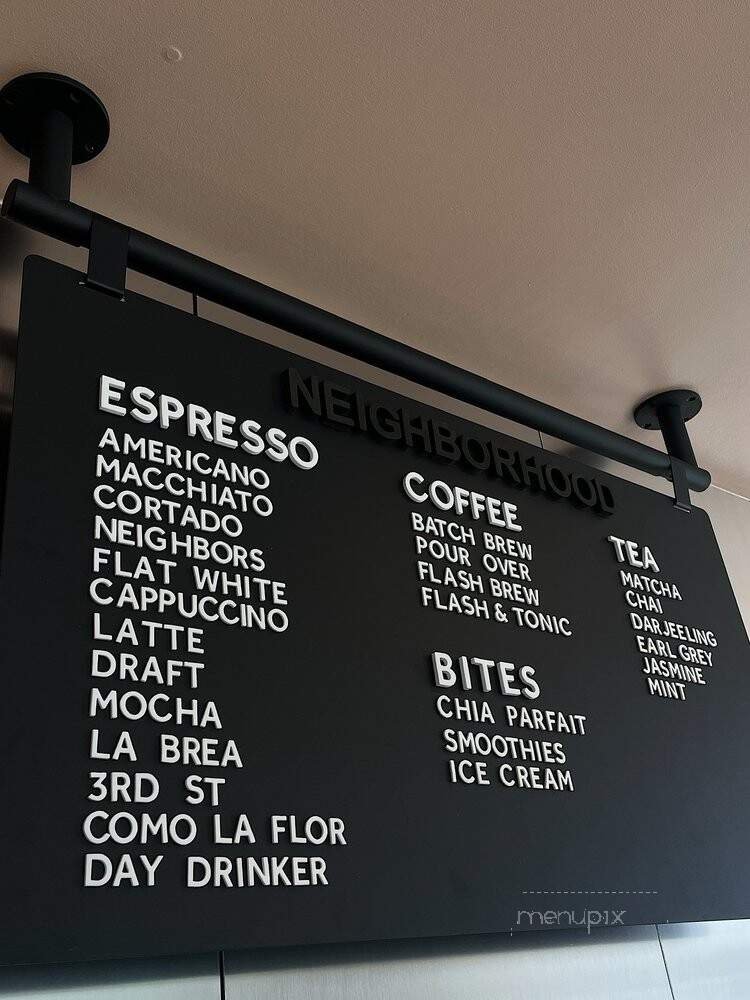 NEIGHBORHOOD
ESPRESSO
AMERICANO
MACCHIATO
CORTADO
NEIGHBORS
FLAT WHITE
CAPPUCCINO
LATTE
DRAFT
MOCHA
LA BREA
3RD ST
COMO LA FLOR
DAY DRINKER
COFFEE
BATCH BREW
POUR OVER
FLASH BREW
FLASH & TONIC
BITES
CHIA PARFAIT
SMOOTHIES
ICE CREAM
TEA
MATCHA
CHAI
DARJEELING
EARL GREY
JASMINE
MINT
menupix